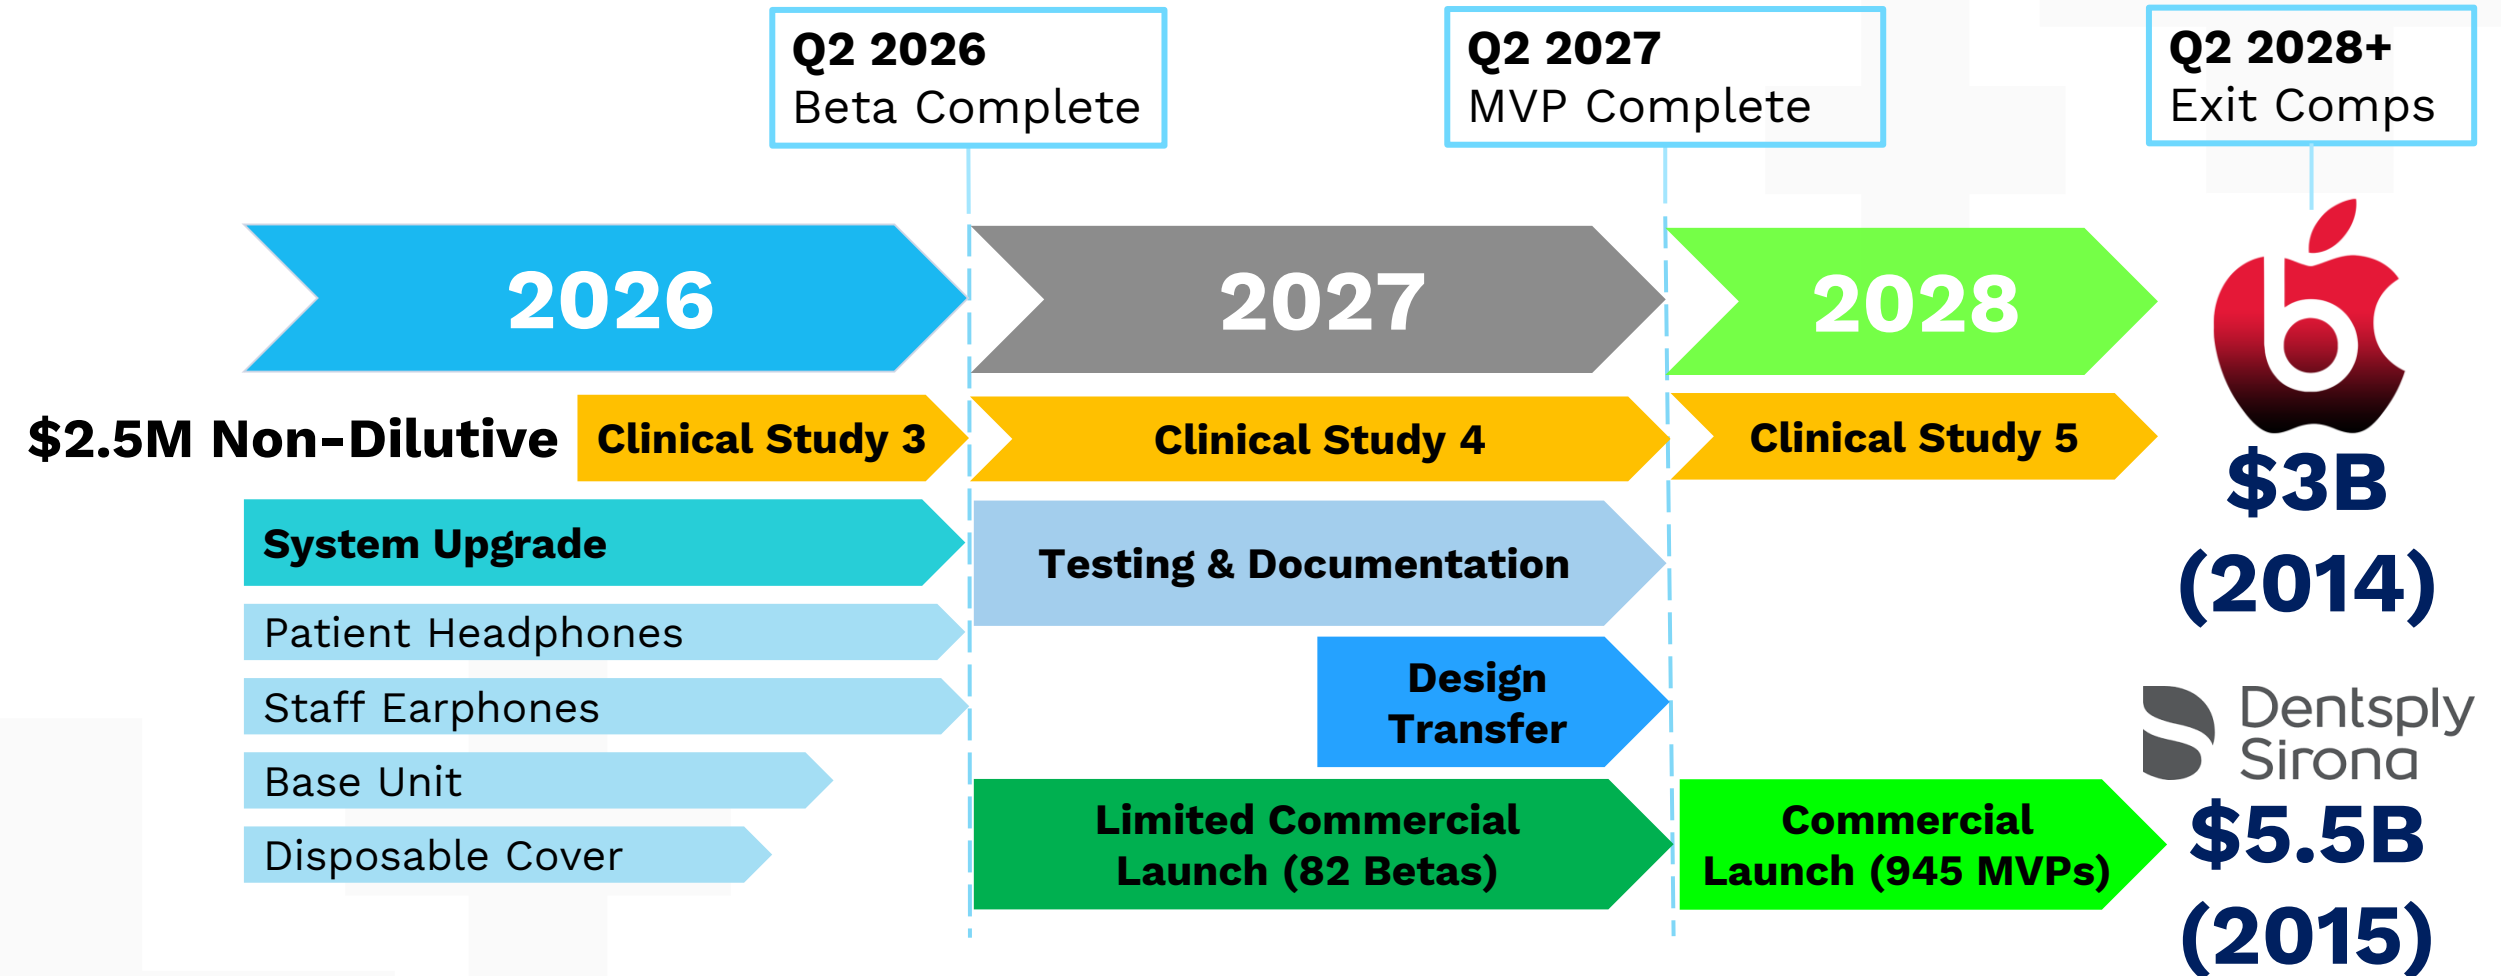 Q2 2026
Beta Complete
Q2 2027
MVP Complete
Q2 2028+
Exit Comps
2026
2027
2028
b
$2.5M Non-Dilutive
Clinical Study 3
Clinical Study 4
Clinical Study 5
$3B
(2014)
System Upgrade
Testing & Documentation
Patient Headphones
Staff Earphones
Base Unit
Disposable Cover
Design
Transfer
Limited Commercial
Launch (82 Betas)
Commercial
Launch (945 MVPs)
Dentsply
Sirona
$5.5B
(2015)